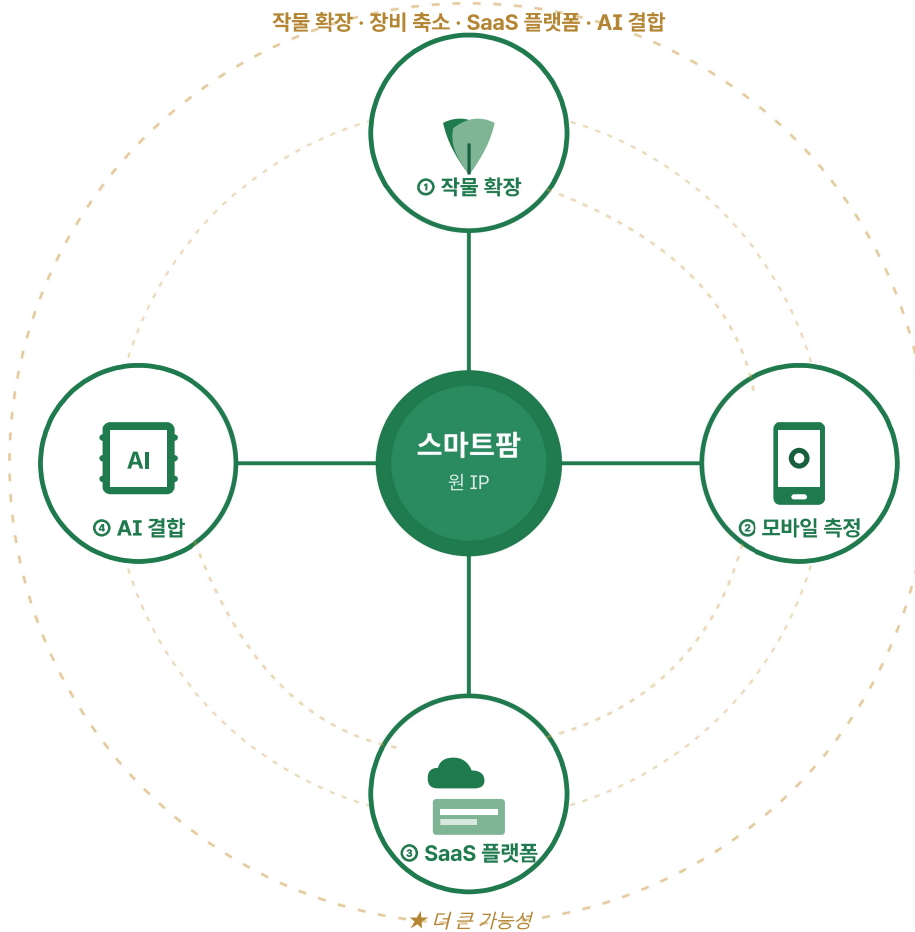 작물 확장 · 장비 축소 · SaaS 플랫폼 · AI 결합
① 작물 확장
스마트팜
원 IP
AI
④ AI 결합
② 모바일 측정
③ SaaS 플랫폼
★ 더 큰 가능성